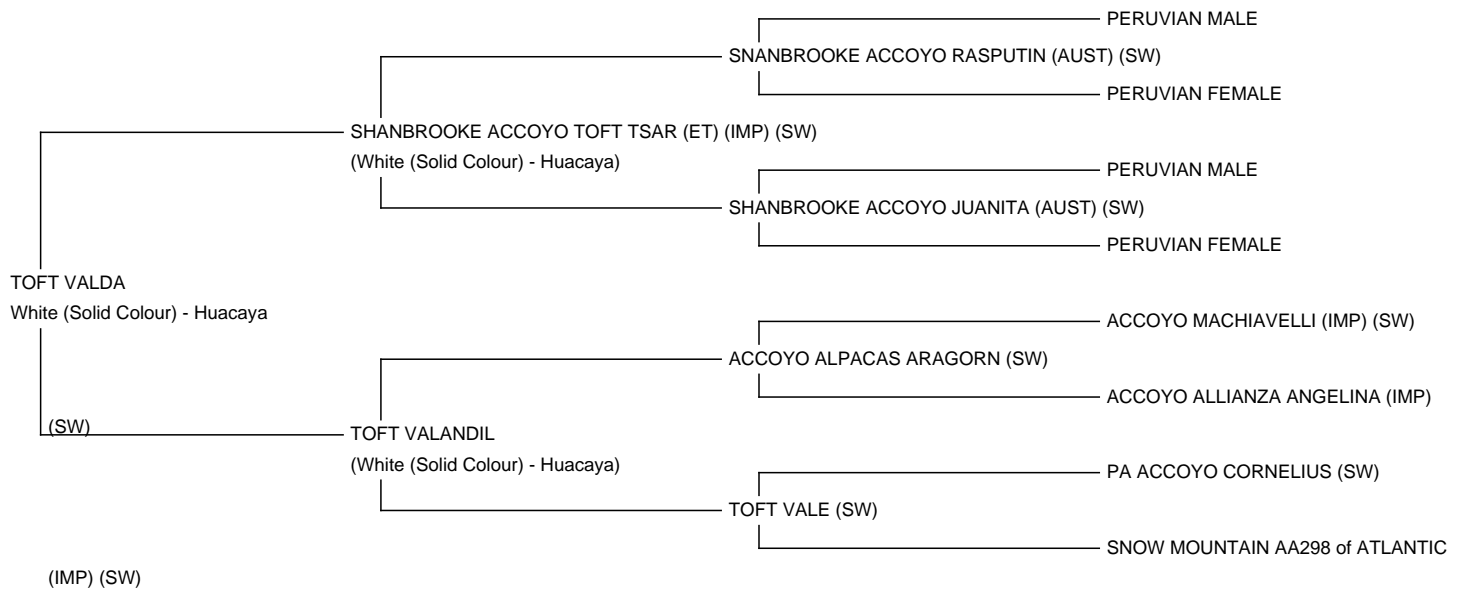 PERUVIAN MALE
SNANBROOKE ACCOYO RASPUTIN (AUST) (SW)
PERUVIAN FEMALE
SHANBROOKE ACCOYO TOFT TSAR (ET) (IMP) (SW)
(White (Solid Colour) - Huacaya)
PERUVIAN MALE
SHANBROOKE ACCOYO JUANITA (AUST) (SW)
PERUVIAN FEMALE
TOFT VALDA
White (Solid Colour) - Huacaya
ACCOYO MACHIAVELLI (IMP) (SW)
ACCOYO ALPACAS ARAGORN (SW)
ACCOYO ALLIANZA ANGELINA (IMP)
(SW)
TOFT VALANDIL
(White (Solid Colour) - Huacaya)
PA ACCOYO CORNELIUS (SW)
TOFT VALE (SW)
SNOW MOUNTAIN AA298 of ATLANTIC
(IMP) (SW)